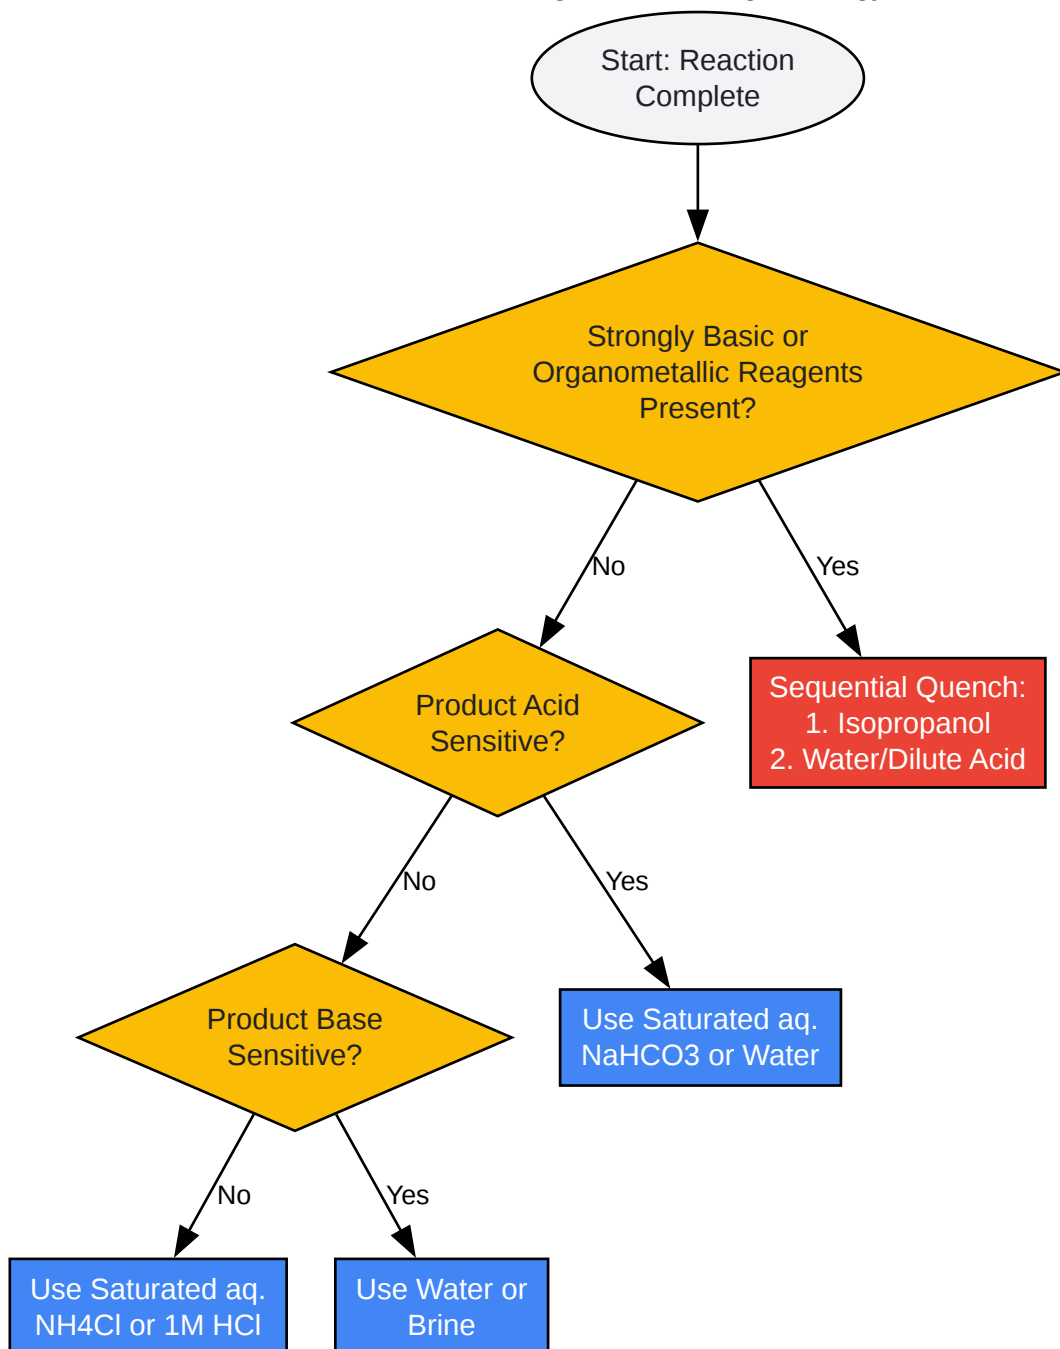 Start: Reaction
Complete
Strongly Basic or
Organometallic Reagents
Present?
No
Yes
Product Acid
Sensitive?
Sequential Quench:
1. Isopropanol
2. Water/Dilute Acid
No
Yes
Product Base
Sensitive?
Use Saturated aq.
NaHCO3 or Water
No
Yes
Use Saturated aq.
NH4Cl or 1M HCl
Use Water or
Brine